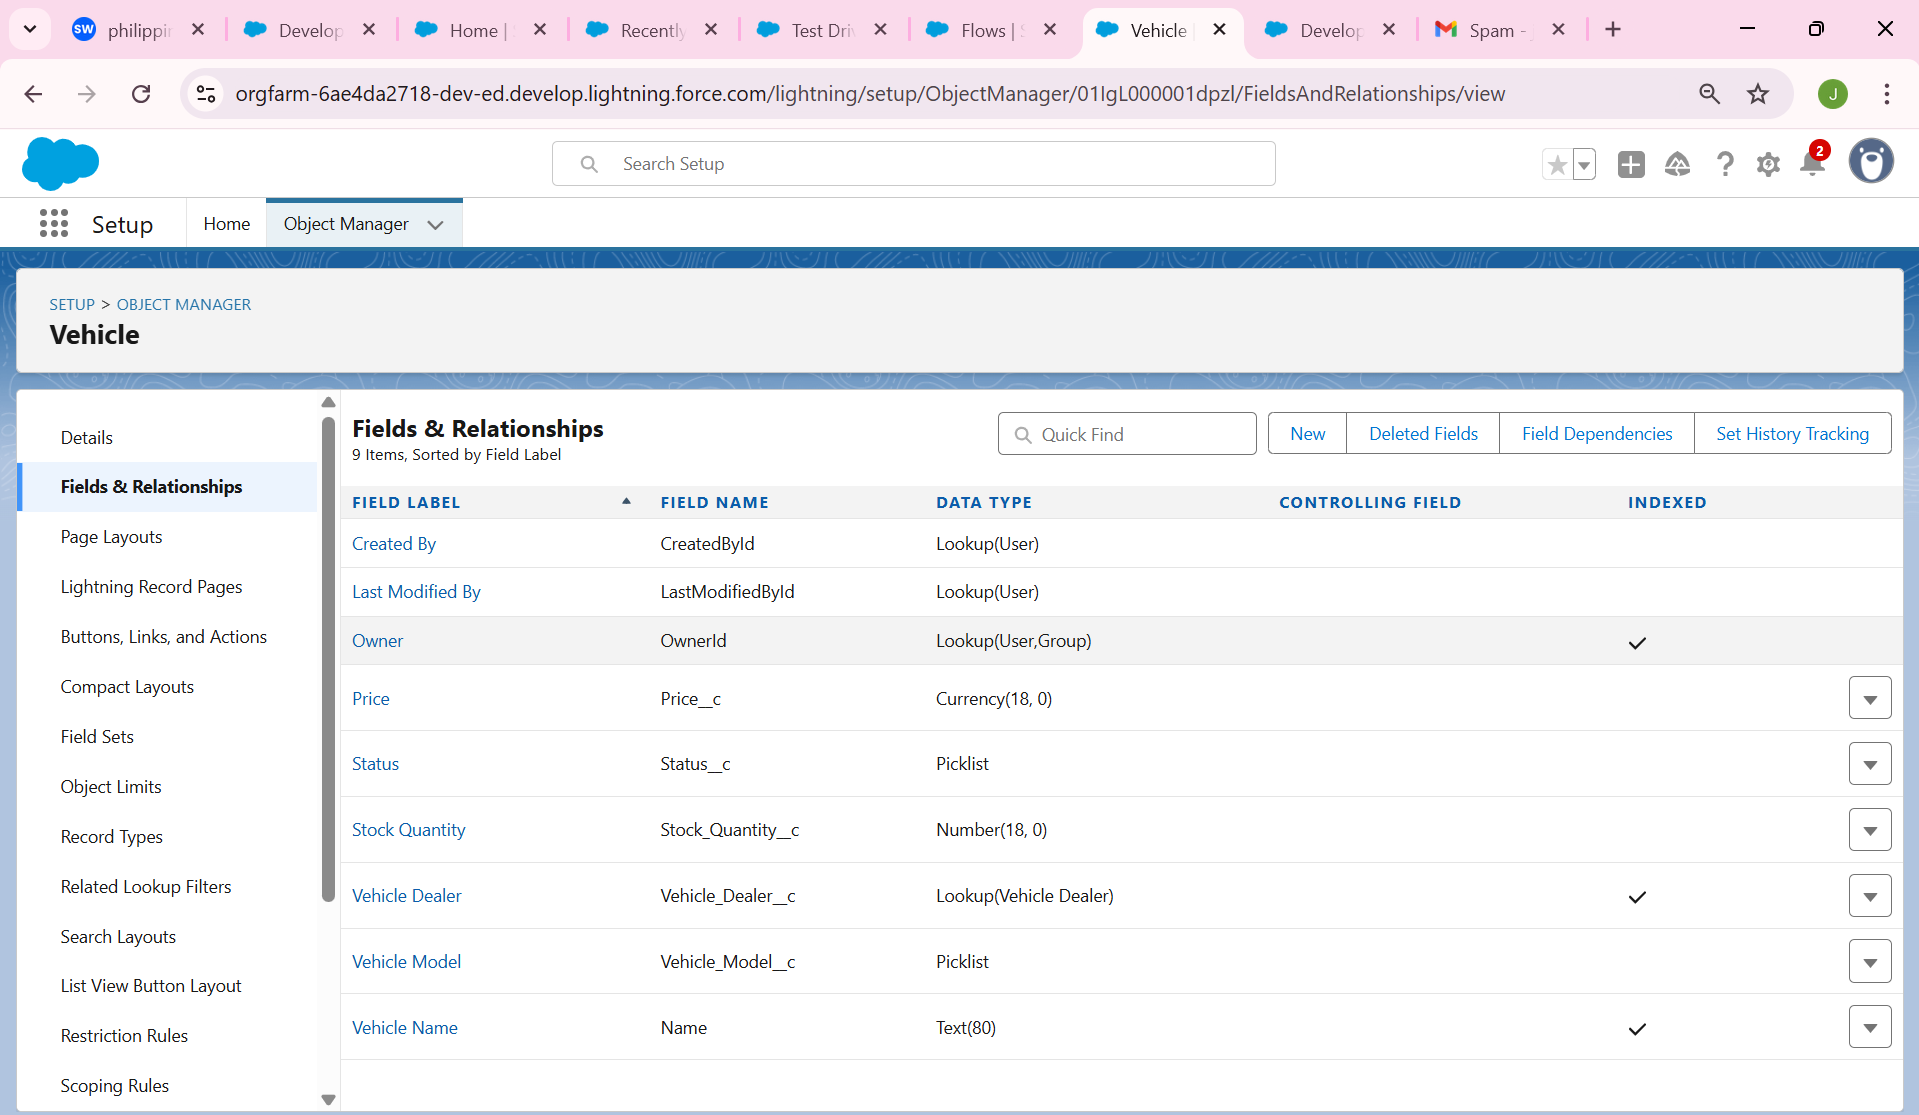 philippin
Develop
Home |
Recently
Test Driv
Flows |
Vehicle
Develop
Spam -
orgfarm-6ae4da2718-dev-ed.develop.lightning.force.com/lightning/setup/ObjectManager/01IgL000001dpzl/FieldsAndRelationships/view
J
Search Setup
2
Setup
Home
Object Manager
SETUP > OBJECT MANAGER
Vehicle
Details
Fields & Relationships
Page Layouts
Lightning Record Pages
Buttons, Links, and Actions
Compact Layouts
Field Sets
Object Limits
Record Types
Related Lookup Filters
Search Layouts
List View Button Layout
Restriction Rules
Scoping Rules
Fields & Relationships
9 Items, Sorted by Field Label
Quick Find
New
Deleted Fields
Field Dependencies
Set History Tracking
FIELD LABEL FIELD NAME DATA TYPE CONTROLLING FIELD INDEXED
Created By CreatedById Lookup(User)
Last Modified By LastModifiedById Lookup(User)
Owner OwnerId Lookup(User,Group)
Price Price__c Currency(18, 0)
Status Status__c Picklist
Stock Quantity Stock_Quantity__c Number(18, 0)
Vehicle Dealer Vehicle_Dealer__c Lookup(Vehicle Dealer)
Vehicle Model Vehicle_Model__c Picklist
Vehicle Name Name Text(80)